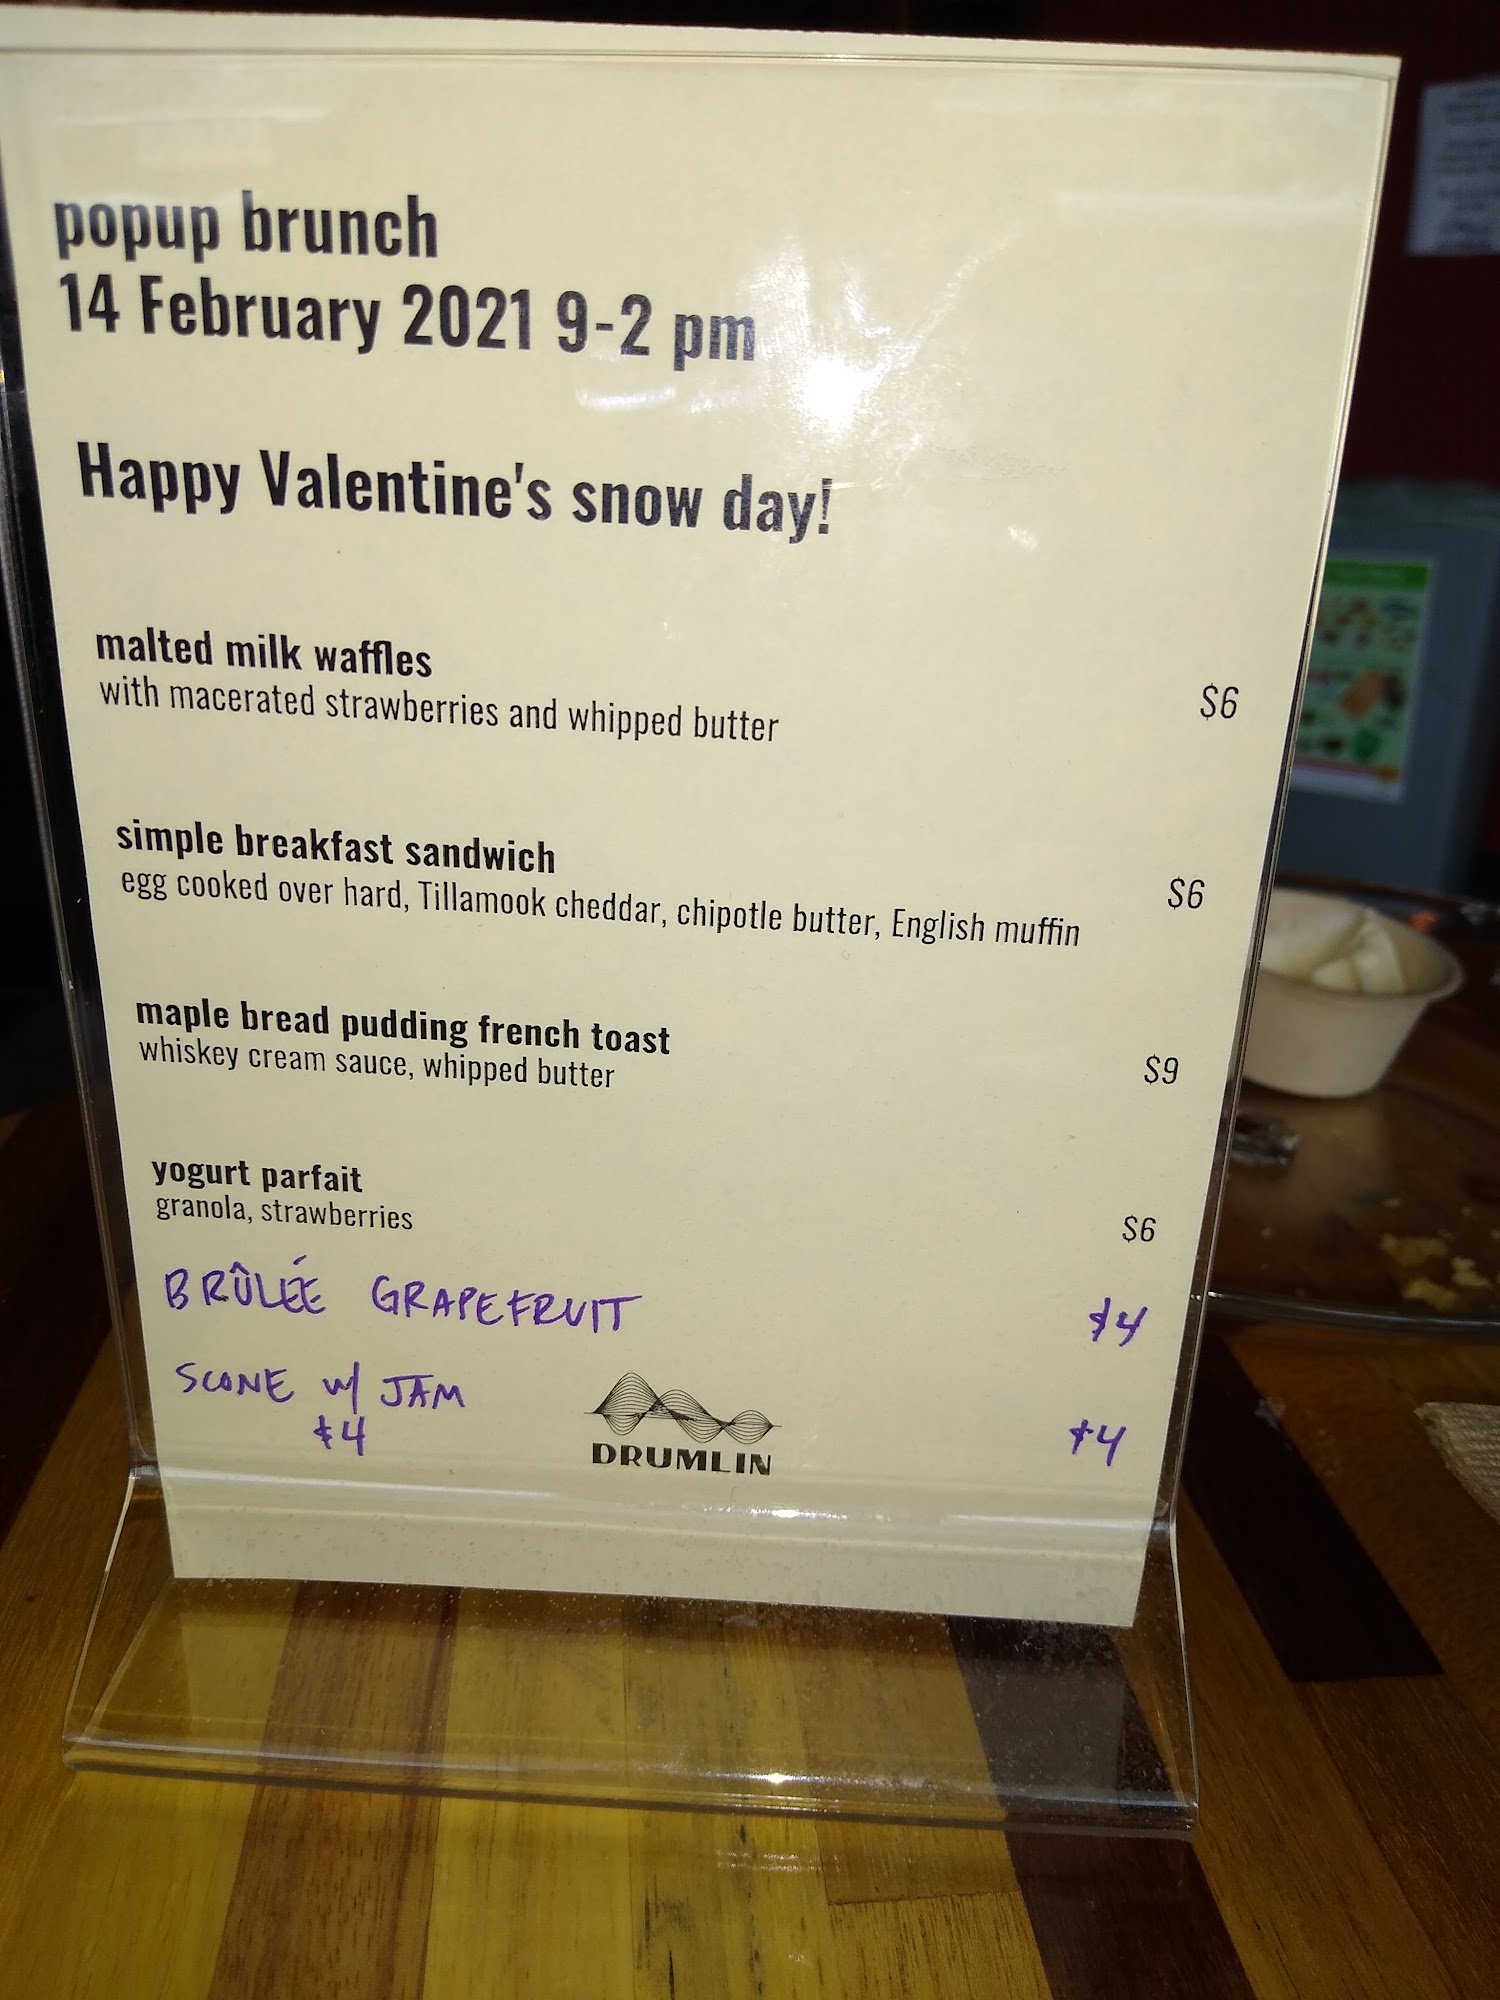 popup brunch
14 February 2021 9-2 pm
Happy Valentine's snow day!
malted milk waffles
with macerated strawberries and whipped butter $6
simple breakfast sandwich
egg cooked over hard, Tillamook cheddar, chipotle butter, English muffin $6
maple bread pudding french toast
whiskey cream sauce, whipped butter $9
yogurt parfait
granola, strawberries $6
BRÛLÉE GRAPEFRUIT $4
SCONE w/ JAM
$4 $4
DRUMLIN